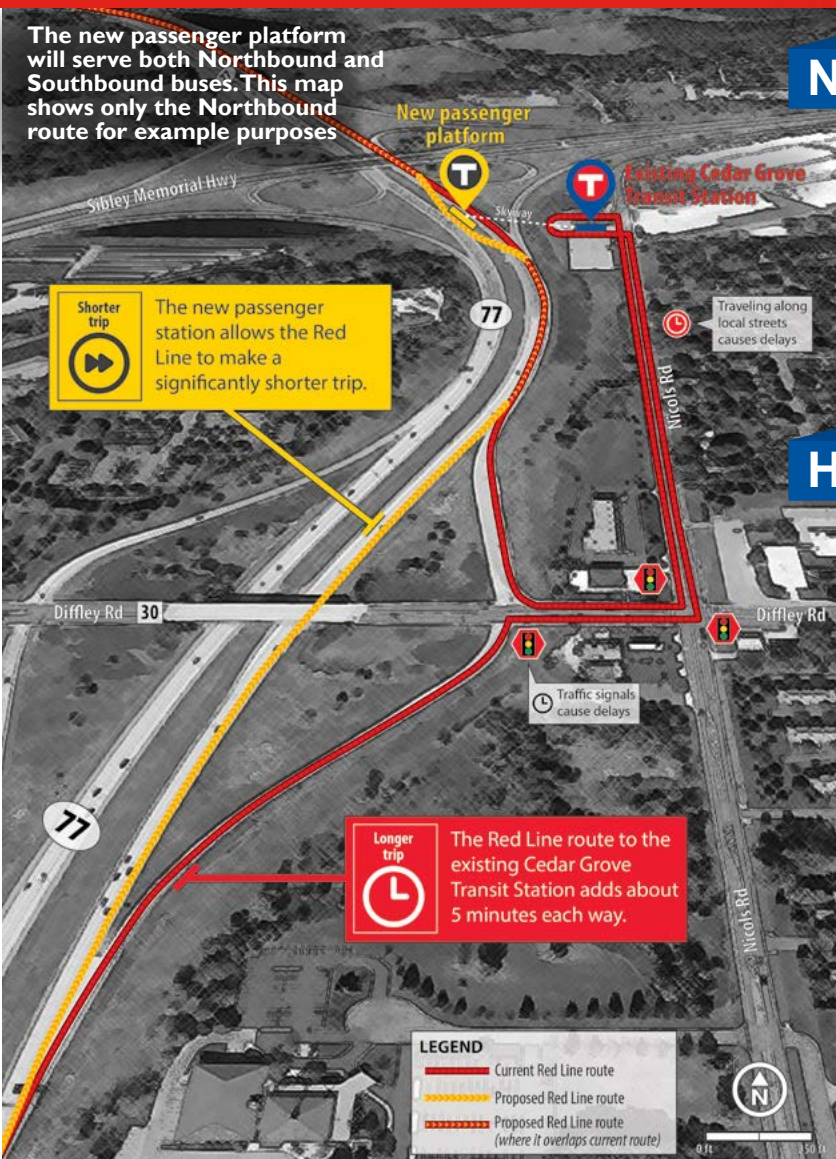 The new passenger platform
will serve both Northbound and
Southbound buses. This map
shows only the Northbound
route for example purposes
N
New passenger
platform
T
T
Existing Cedar Grove
Transit Station
Sibley Memorial Hwy
Skyway
Shorter
trip
The new passenger
station allows the Red
Line to make a
significantly shorter trip.
77
Traveling along
local streets
causes delays
Nicols Rd
H
Diffley Rd 30
Diffley Rd
Traffic signals
cause delays
77
Longer
trip
The Red Line route to the
existing Cedar Grove
Transit Station adds about
5 minutes each way.
Nicols Rd
LEGEND
Current Red Line route
Proposed Red Line route
Proposed Red Line route
(where it overlaps current route)
N
0 ft 250 ft